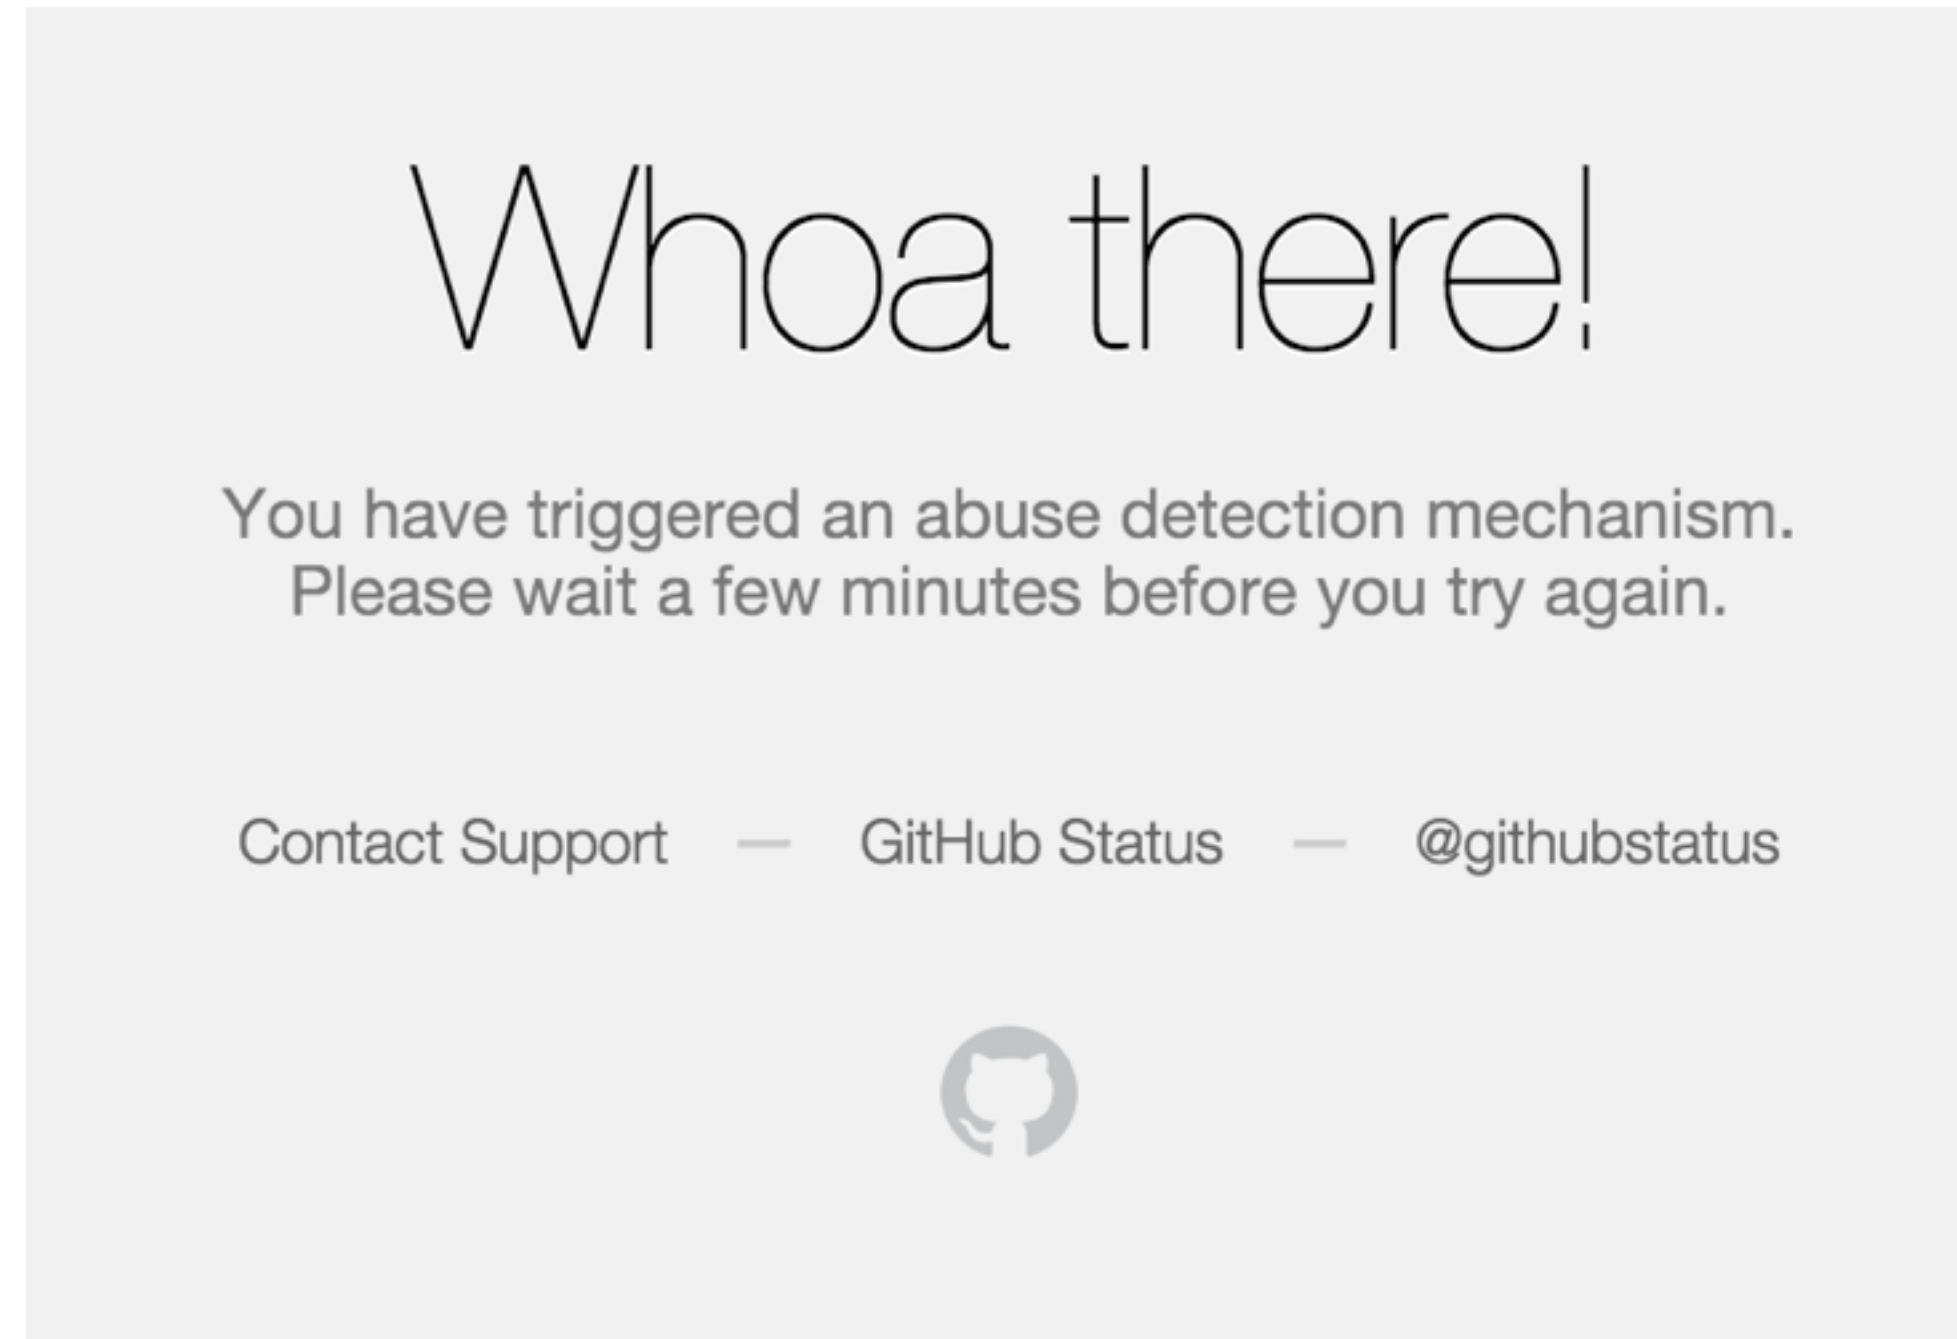 Whoa there!
You have triggered an abuse detection mechanism.
Please wait a few minutes before you try again.
Contact Support — GitHub Status — @githubstatus